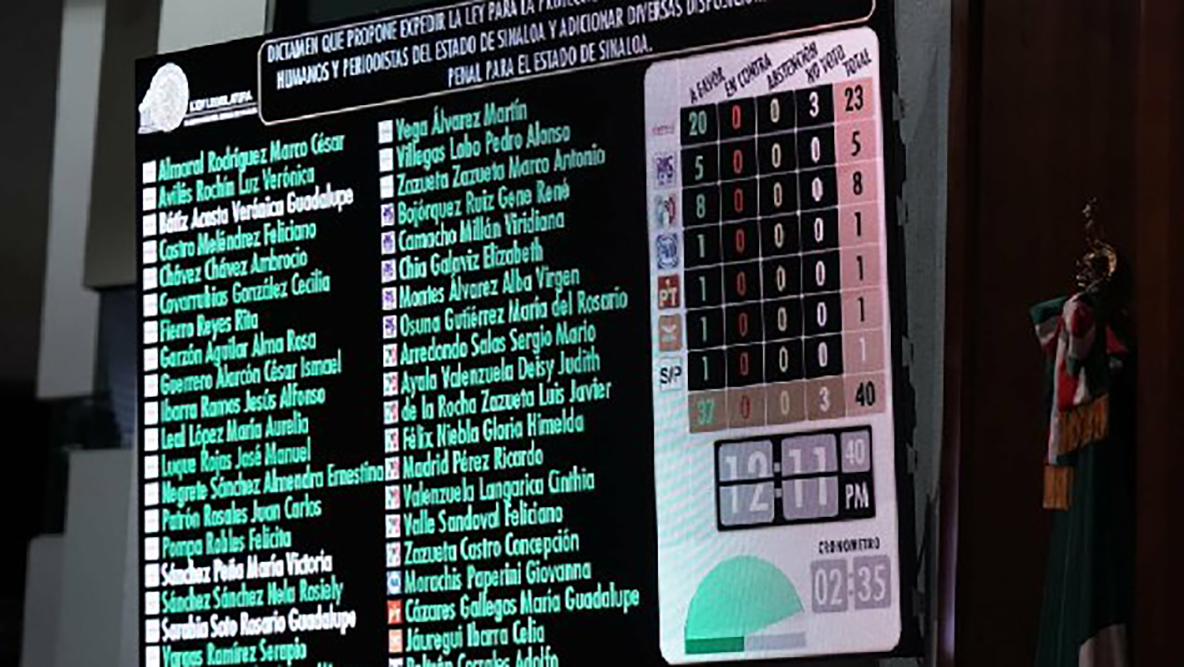 DICTAMEN QUE PROPONE EXPEDIR LA LEY PARA LA
HUMANOS Y PERIODISTAS DEL ESTADO DE SINALOA Y ADICIONAR DIVERSAS
PENAL PARA EL ESTADO DE SINALOA.
LEGISLATURA
Almaral Rodríguez Marco César
Avilés Rochín Luz Verónica
Bátiz Acosta Verónica Guadalupe
Castro Meléndrez Feliciano
Chávez Chávez Ambrocio
Covarrubias González Cecilia
Fierro Reyes Rita
Garzón Aguilar Alma Rosa
Guerrero Alarcón César Ismael
Ibarra Ramos Jesús Alfonso
Leal López María Aurelia
Luque Rojas José Manuel
Negrete Sánchez Almendra Ernestina
Patrón Rosales Juan Carlos
Pompa Robles Felicita
Sánchez Peña María Victoria
Sánchez Sánchez Nela Rosiely
Sarabia Soto Rosario Guadalupe
Vargas Ramírez Serapio
Vega Álvarez Martín
Villegas Lobo Pedro Alonso
Zazueta Zazueta Marco Antonio
Bojórquez Ruiz Gene René
Camacho Millán Viridiana
Chia Galaviz Elizabeth
Montes Álvarez Alba Virgen
Osuna Gutiérrez María del Rosario
Arredondo Salas Sergio Mario
Ayala Valenzuela Deisy Judith
de la Rocha Zazueta Luis Javier
Félix Niebla Gloria Himelda
Madrid Pérez Ricardo
Valenzuela Langarica Cinthia
Valle Sandoval Feliciano
Zazueta Castro Concepción
Morachis Paperini Giovanna
PT Cázares Gallegos María Guadalupe
Jáuregui Ibarra Celia
Beltrán Corrales Adolfo
A FAVOR EN CONTRA ABSTENCIÓN NO VOTO TOTAL
20 0 0 3 23
5 0 0 0 5
8 0 0 0 8
1 0 0 0 1
PT 1 0 0 0 1
1 0 0 0 1
S/P 1 0 0 0 1
37 0 0 3 40
12:11 40
PM
CRONOMETRO
02:35